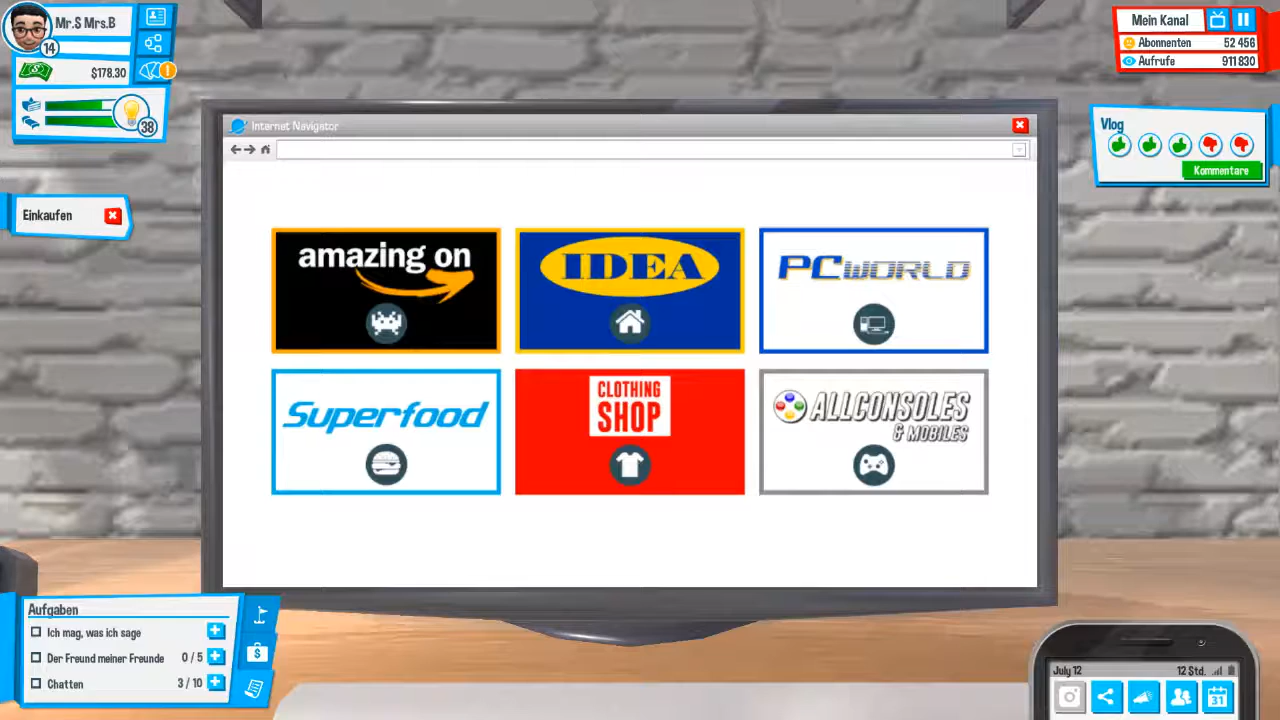 Mr.S Mrs.B
14
$178.30
38
Einkaufen
Mein Kanal
Abonnenten 52 456
Aufrufe 911 830
Vlog
Kommentare
Internet Navigator
amazing on
IDEA
PCWORLD
Superfood
CLOTHING
SHOP
ALLCONSOLES
& MOBILES
Aufgaben
Ich mag, was ich sage
Der Freund meiner Freunde 0 / 5
Chatten 3 / 10
July 12 12 Std.
31